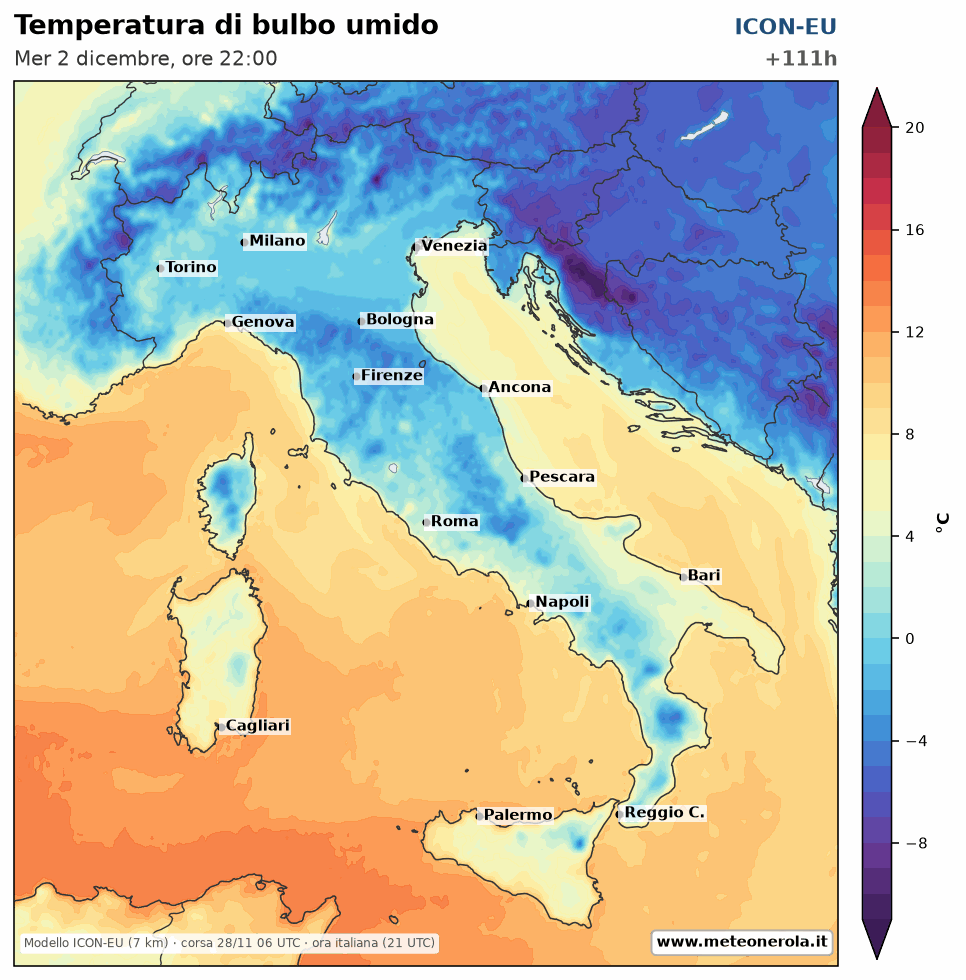 Temperatura di bulbo umido
ICON-EU
Mer 2 dicembre, ore 22:00
+111h
20
16
12
8
4
0
−4
−8
°C
Milano
Venezia
Torino
Genova
Bologna
Firenze
Ancona
Pescara
Roma
Bari
Napoli
Cagliari
Palermo
Reggio C.
Modello ICON-EU (7 km) · corsa 28/11 06 UTC · ora italiana (21 UTC)
www.meteonerola.it